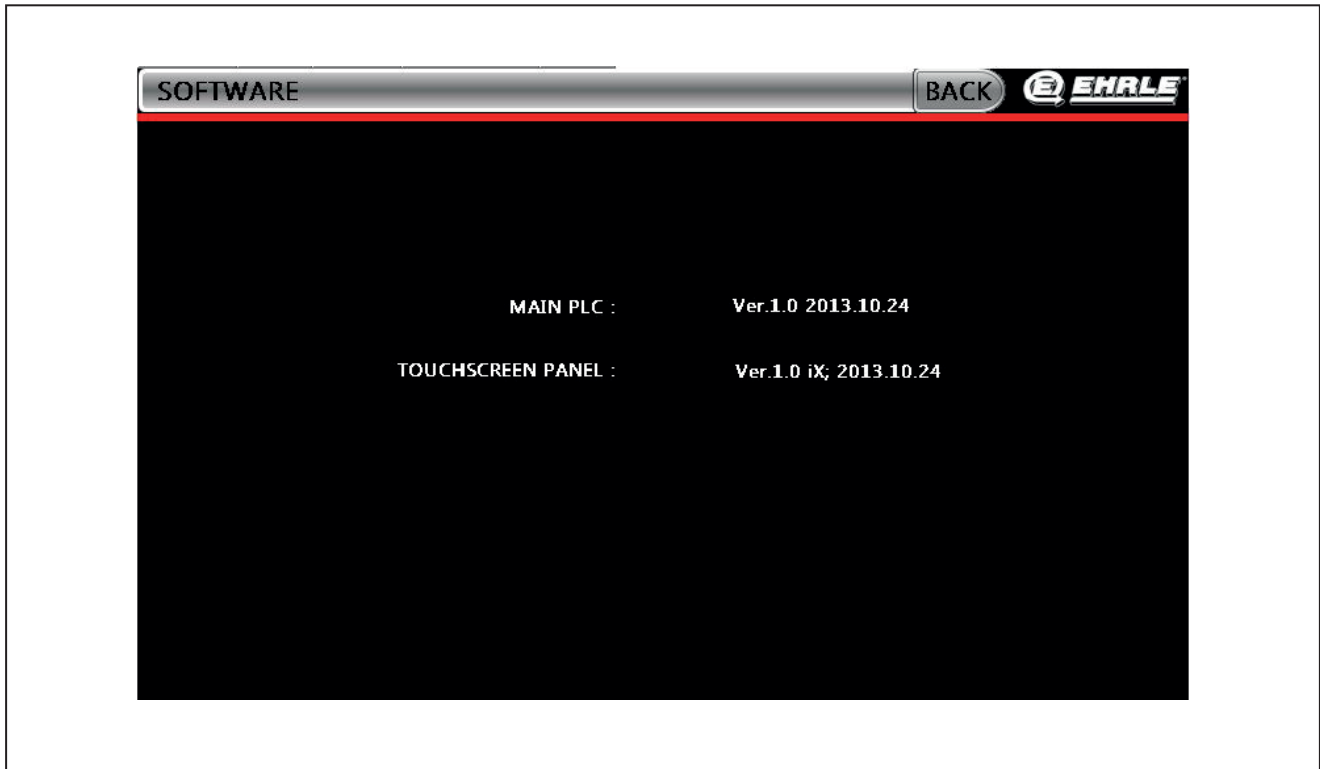 SOFTWARE BACK EHRLE
MAIN PLC : Ver.1.0 2013.10.24
TOUCHSCREEN PANEL : Ver.1.0 iX; 2013.10.24